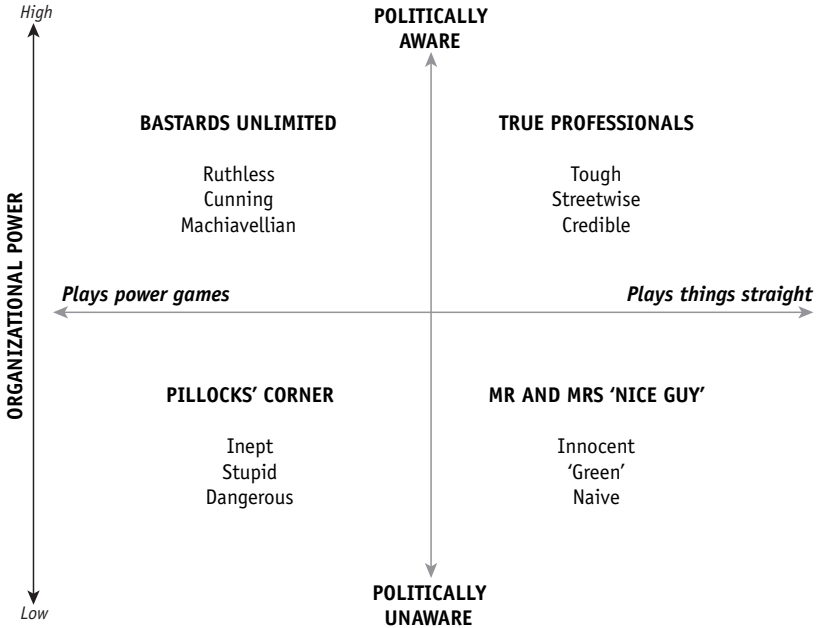 High
POLITICALLY
AWARE
BASTARDS UNLIMITED
TRUE PROFESSIONALS
Ruthless
Cunning
Machiavellian
Tough
Streetwise
Credible
ORGANIZATIONAL POWER
Plays power games
Plays things straight
PILLOCKS’ CORNER
MR AND MRS ‘NICE GUY’
Inept
Stupid
Dangerous
Innocent
‘Green’
Naive
POLITICALLY
UNAWARE
Low